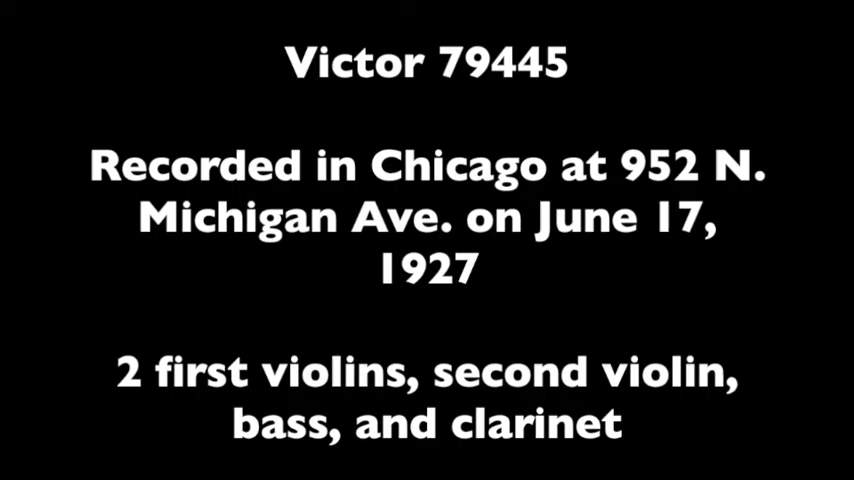 Victor 79445
Recorded in Chicago at 952 N.
Michigan Ave. on June 17,
1927
2 first violins, second violin,
bass, and clarinet